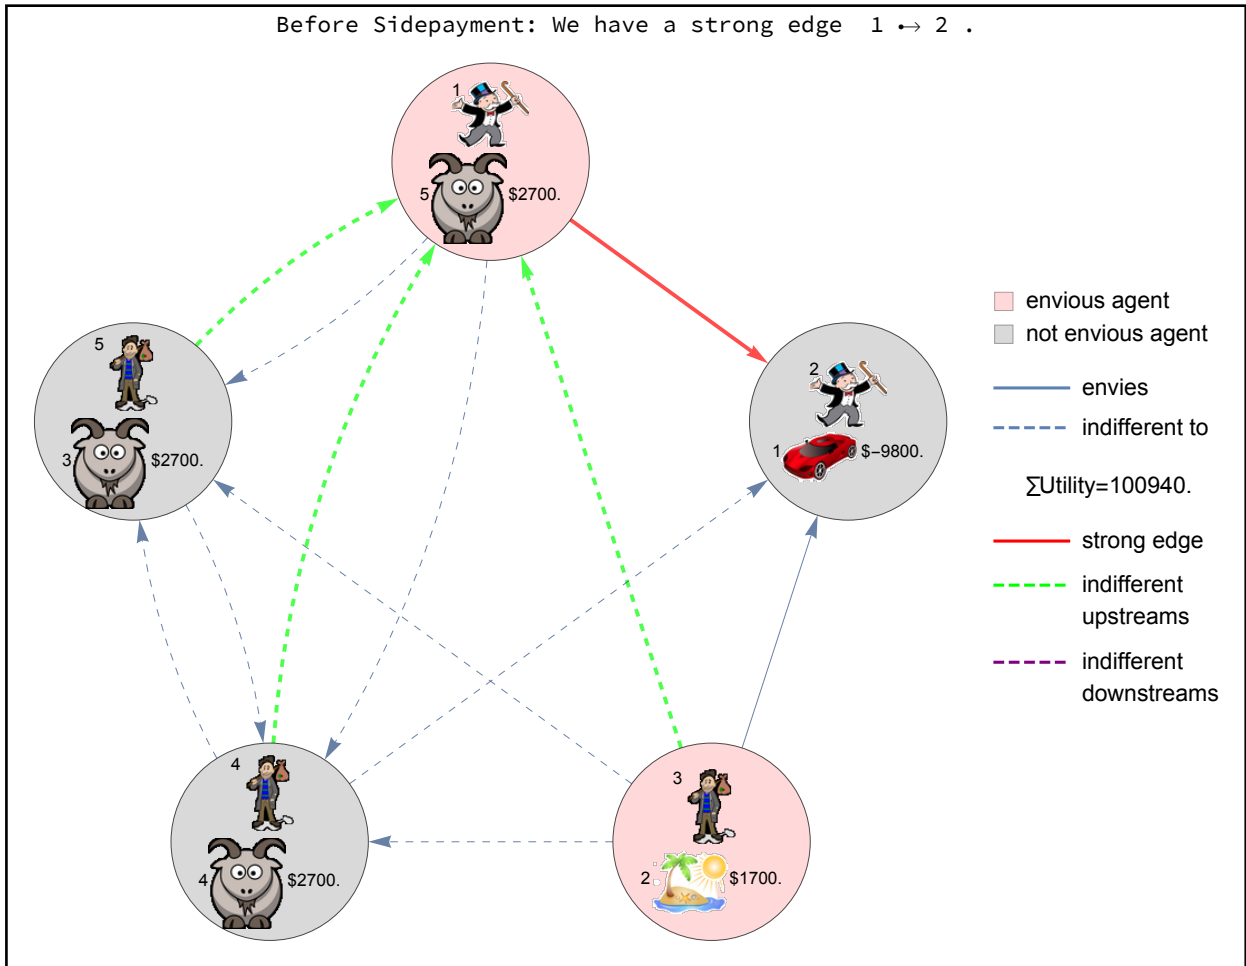 Before Sidepayment: We have a strong edge 1 ↦ 2 .
1
5 $2700.
5
3 $2700.
2
1 $-9800.
4
4 $2700.
3
2 $1700.
envious agent
not envious agent
envies
indifferent to
∑Utility=100940.
strong edge
indifferent
upstreams
indifferent
downstreams